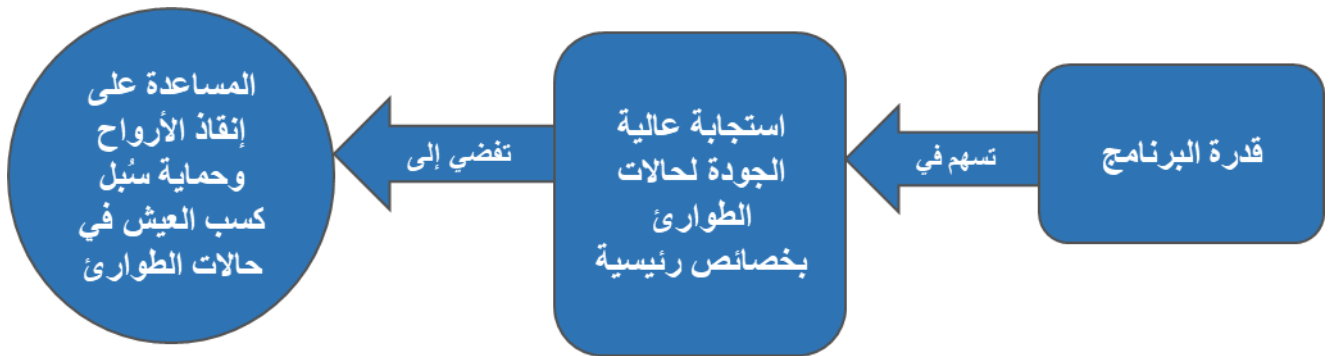 قدرة البرنامج
تسهم في
استجابة عالية
الجودة لحالات
الطوارئ
بخصائص رئيسية
تفضي إلى
المساعدة على
إنقاذ الأرواح
وحماية سُبل
كسب العيش في
حالات الطوارئ